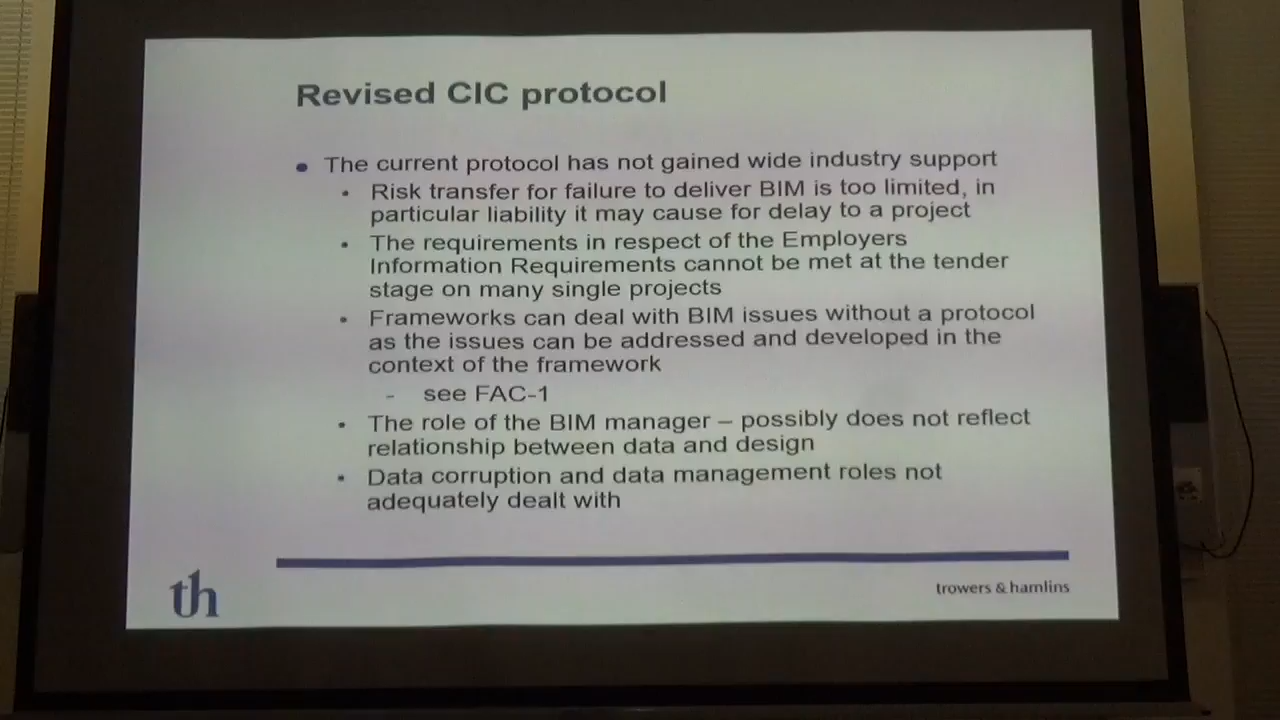 Revised CIC protocol
• The current protocol has not gained wide industry support
• Risk transfer for failure to deliver BIM is too limited, in
particular liability it may cause for delay to a project
• The requirements in respect of the Employers
Information Requirements cannot be met at the tender
stage on many single projects
• Frameworks can deal with BIM issues without a protocol
as the issues can be addressed and developed in the
context of the framework
- see FAC-1
• The role of the BIM manager – possibly does not reflect
relationship between data and design
• Data corruption and data management roles not
adequately dealt with
th
trowers & hamlins